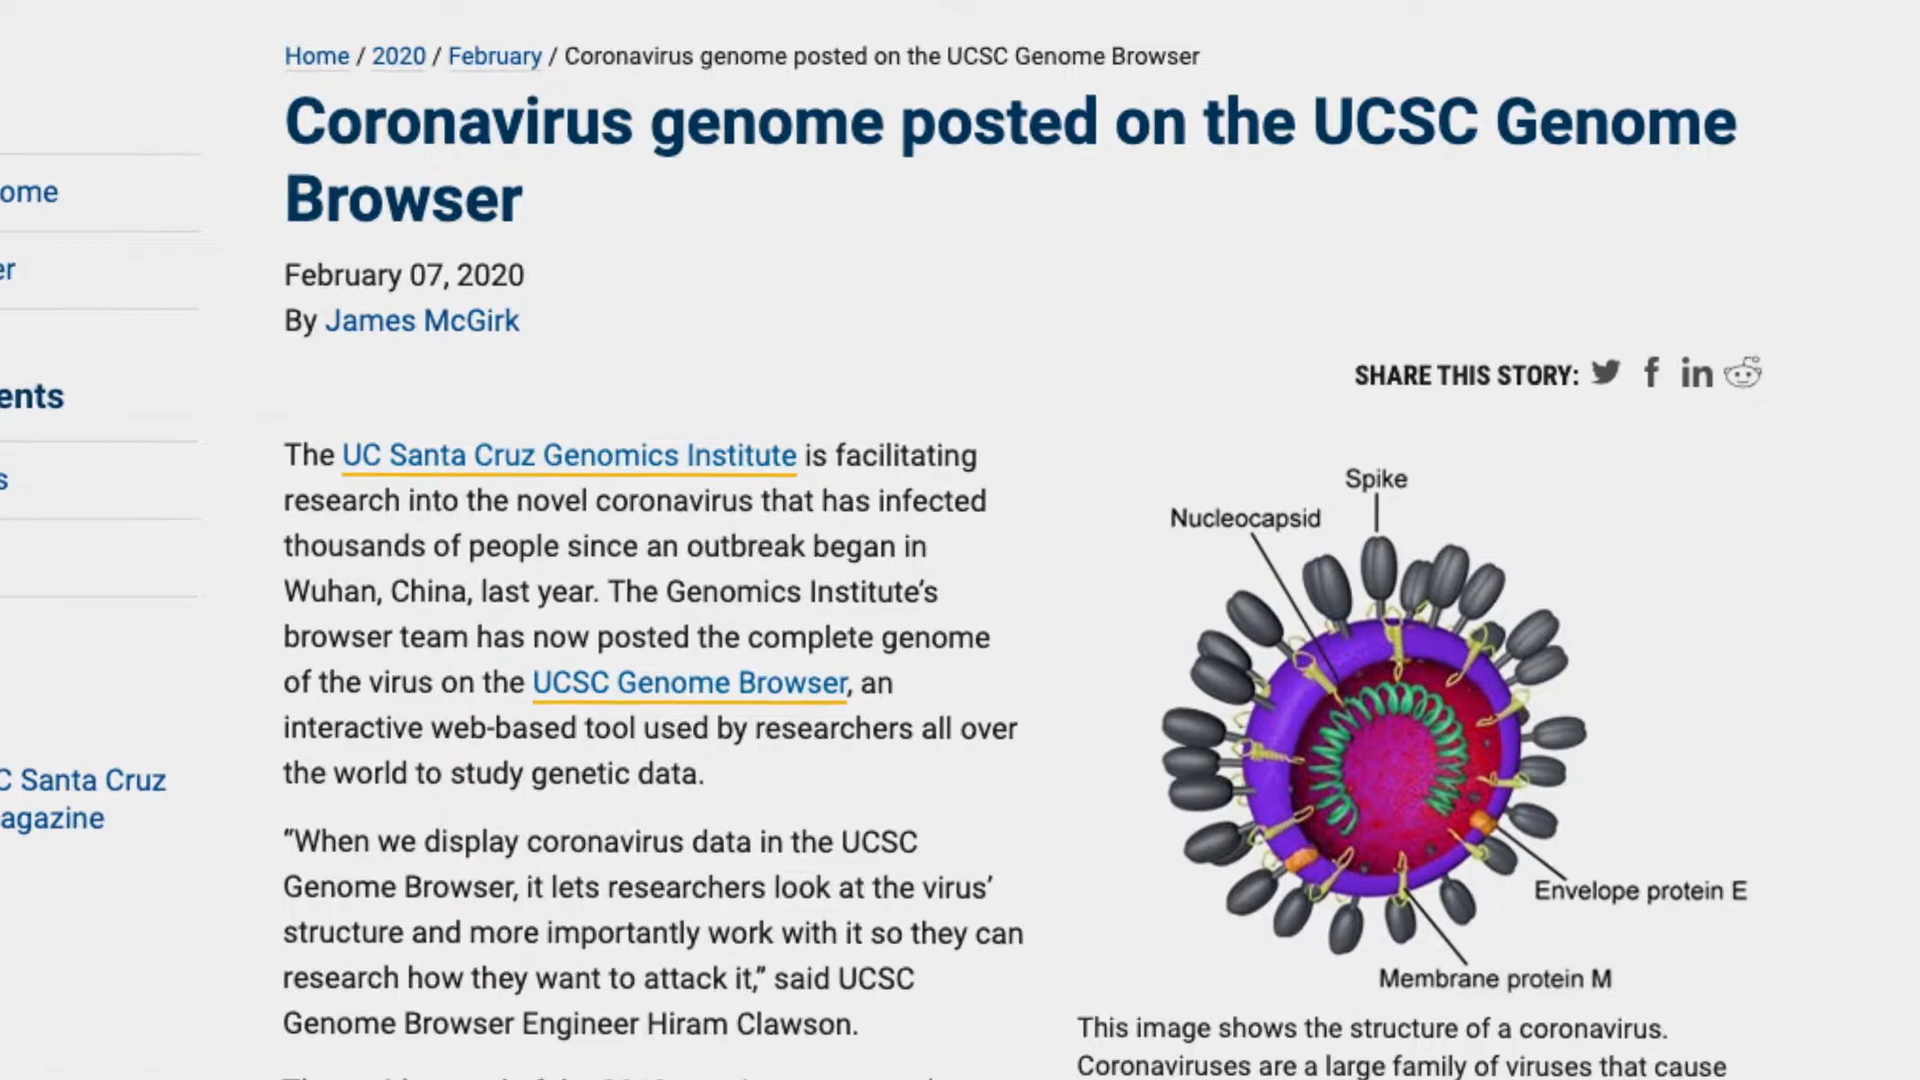 Home / 2020 / February / Coronavirus genome posted on the UCSC Genome Browser
Coronavirus genome posted on the UCSC Genome
Browser
February 07, 2020
By James McGirk
ome
er
ents
s
C Santa Cruz
agazine
SHARE THIS STORY:
The UC Santa Cruz Genomics Institute is facilitating
research into the novel coronavirus that has infected
thousands of people since an outbreak began in
Wuhan, China, last year. The Genomics Institute’s
browser team has now posted the complete genome
of the virus on the UCSC Genome Browser, an
interactive web-based tool used by researchers all over
the world to study genetic data.
“When we display coronavirus data in the UCSC
Genome Browser, it lets researchers look at the virus’
structure and more importantly work with it so they can
research how they want to attack it,” said UCSC
Genome Browser Engineer Hiram Clawson.
Spike
Nucleocapsid
Envelope protein E
Membrane protein M
This image shows the structure of a coronavirus.
Coronaviruses are a large family of viruses that cause